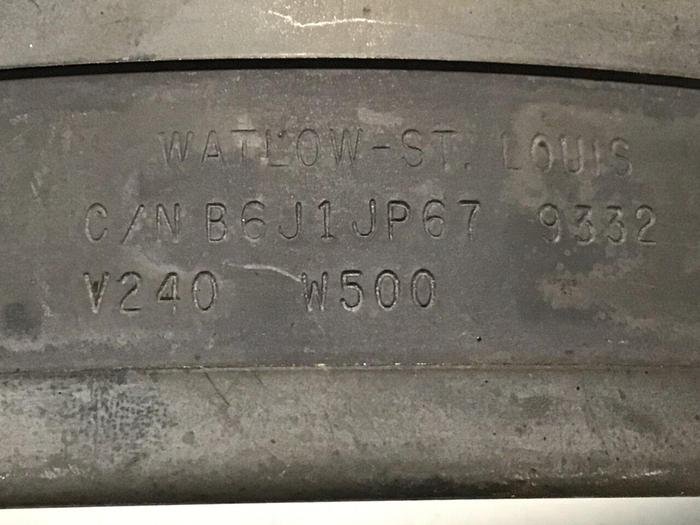 WATLOW-ST. LOUIS
C/N B6J1JP67 9332
V240 W500